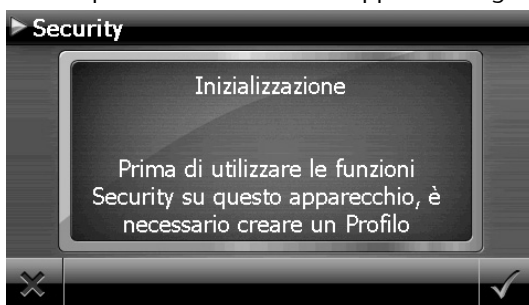 Security
Inizializzazione
Prima di utilizzare le funzioni
Security su questo apparecchio, è
necessario creare un Profilo